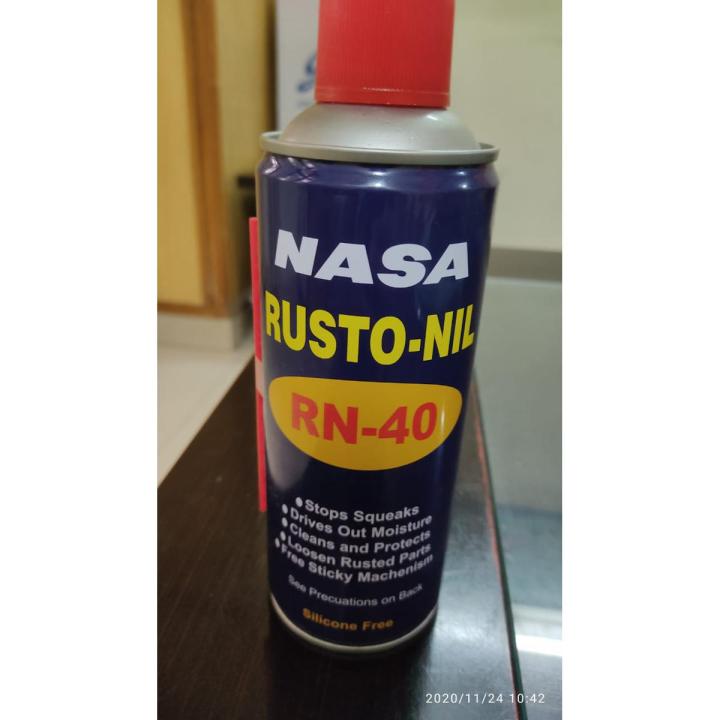 NASA
RUSTO-NIL
RN-40
●Stops Squeaks
●Drives Out Moisture
●Cleans and Protects
●Loosen Rusted Parts
●Free Sticky Machenism
See Precuations on Back
Silicone Free
2020/11/24 10:42